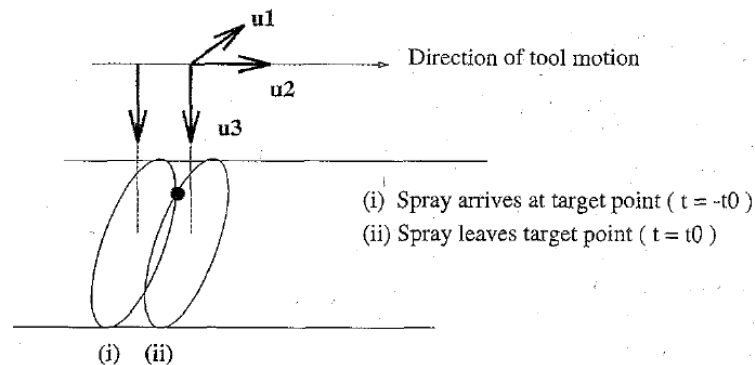 u1
Direction of tool motion
u2
u3
(i) Spray arrives at target point ( t = -t0 )
(ii) Spray leaves target point ( t = t0 )
(i) (ii)